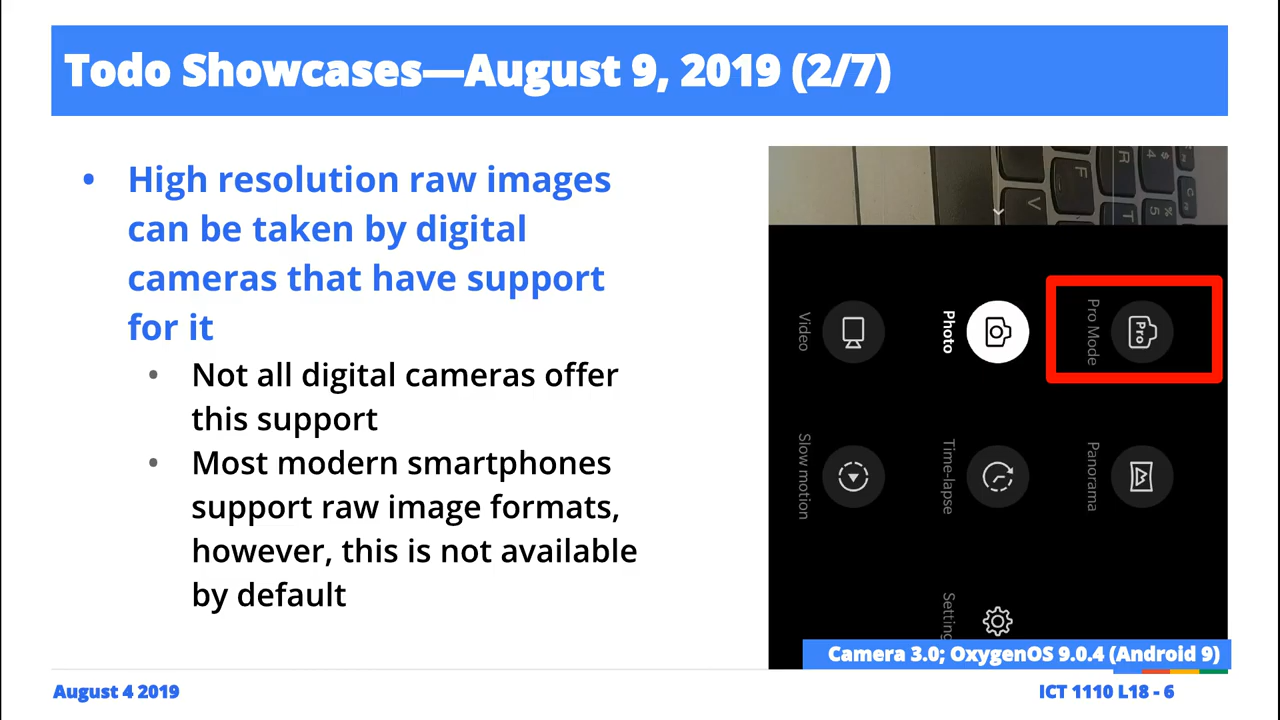 Todo Showcases—August 9, 2019 (2/7)
• High resolution raw images
can be taken by digital
cameras that have support
for it
• Not all digital cameras offer
this support
• Most modern smartphones
support raw image formats,
however, this is not available
by default
R
4
F
V
T
5
Pro
Pro Mode
Photo
Video
Panorama
Time-lapse
Slow motion
Camera 3.0; OxygenOS 9.0.4 (Android 9)
August 4 2019
ICT 1110 L18 - 6